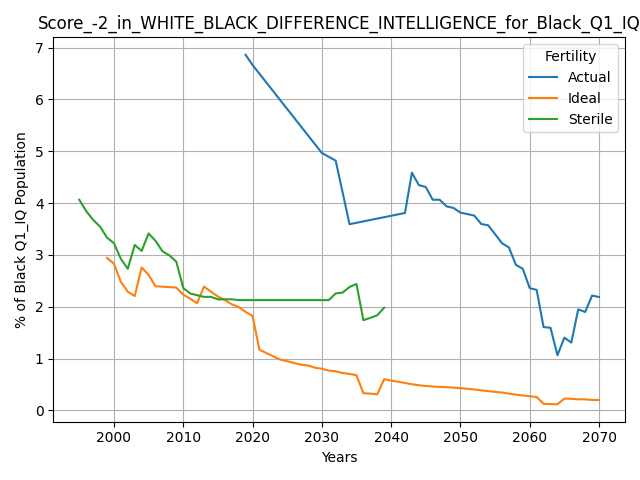 Score_-2_in_WHITE_BLACK_DIFFERENCE_INTELLIGENCE_for_Black_Q1_IQ
Fertility
Actual
Ideal
Sterile
% of Black Q1_IQ Population
7
6
5
4
3
2
1
0
2000 2010 2020 2030 2040 2050 2060 2070
Years